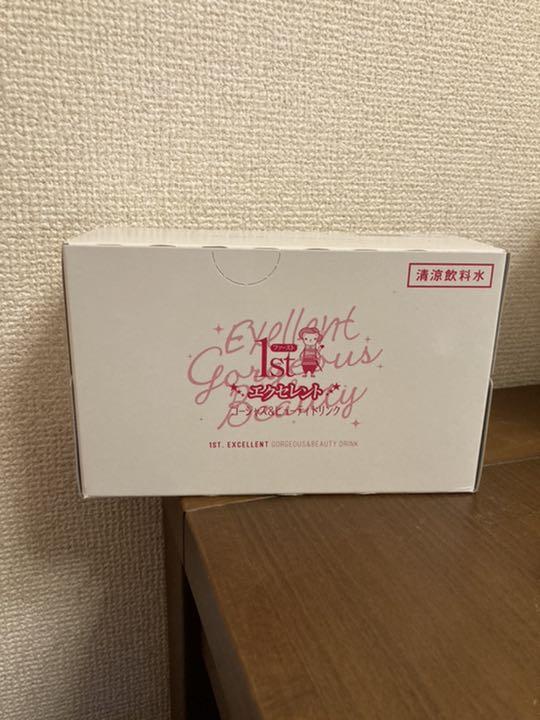 清涼飲料水
Exellent
Gorgeous
Beauty
ファースト
1st
エクセレント
ゴージャス&ビューティドリンク
1ST. EXCELLENT GORGEOUS&BEAUTY DRINK